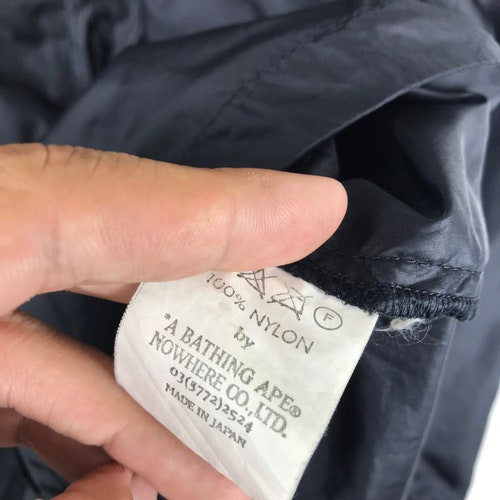 F
100% NYLON
by
*A BATHING APE®
NOWHERE CO., LTD.
03(5772)2524
MADE IN JAPAN